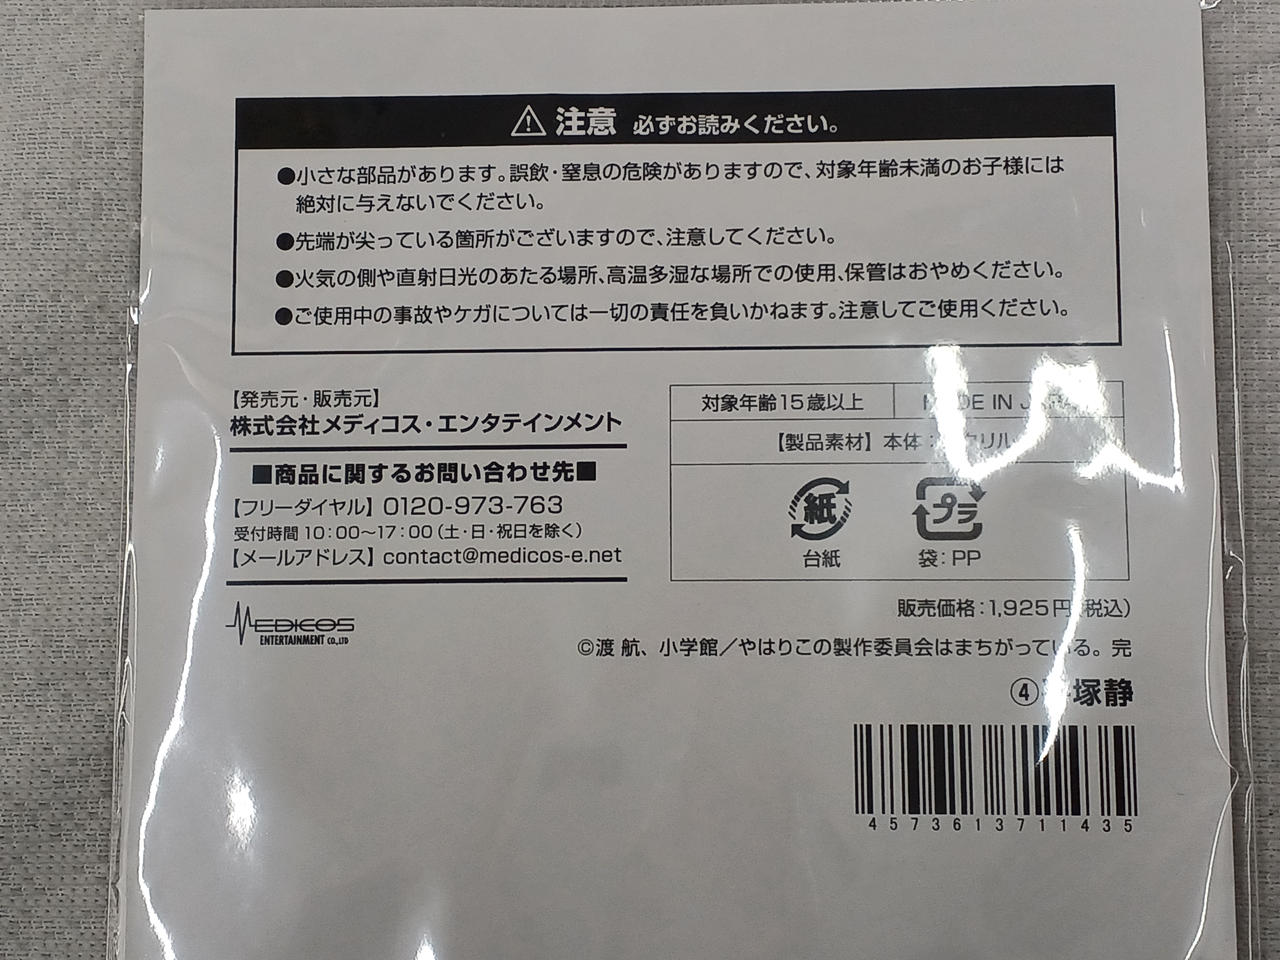 注意 必ずお読みください。
●小さな部品があります。誤飲・窒息の危険がありますので、対象年齢未満のお子様には
絶対に与えないでください。
●先端が尖っている箇所がございますので、注意してください。
●火気の側や直射日光のあたる場所、高温多湿な場所での使用、保管はおやめください。
●ご使用中の事故やケガについては一切の責任を負いかねます。注意してご使用ください。
【発売元・販売元】
株式会社メディコス・エンタテインメント
■商品に関するお問い合わせ先■
【フリーダイヤル】0120-973-763
受付時間 10:00～17:00(土・日・祝日を除く)
【メールアドレス】contact@medicos-e.net
MEDICOS
ENTERTAINMENT CO.,LTD
対象年齢15歳以上
IN
【製品素材】本体:
紙
プラ
台紙
袋:PP
販売価格:1,925円(税込)
©渡 航、小学館／やはりこの製作委員会はまちがっている。完
④平塚静
4573613711435